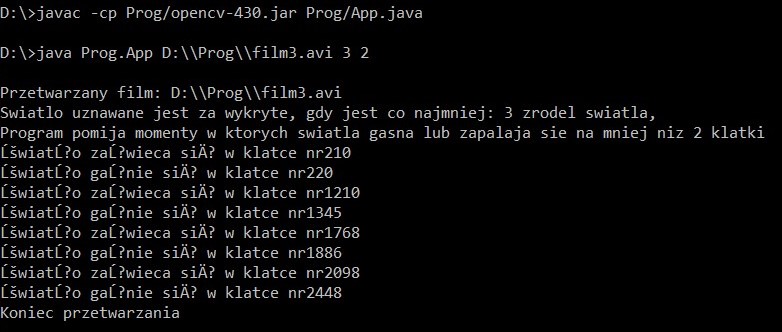 D:\>javac -cp Prog/opencv-430.jar Prog/App.java
D:\>java Prog.App D:\\Prog\\film3.avi 3 2
Przetwarzany film: D:\\Prog\\film3.avi
Swiatlo uznawane jest za wykryte, gdy jest co najmniej: 3 zrodel swiatla,
Program pomija momenty w ktorych swiatla gasna lub zapalaja sie na mniej niz 2 klatki
ĹšwiatĹ?o zaĹ?wieca siÄ? w klatce nr210
ĹšwiatĹ?o gaĹ?nie siÄ? w klatce nr220
ĹšwiatĹ?o zaĹ?wieca siÄ? w klatce nr1210
ĹšwiatĹ?o gaĹ?nie siÄ? w klatce nr1345
ĹšwiatĹ?o zaĹ?wieca siÄ? w klatce nr1768
ĹšwiatĹ?o gaĹ?nie siÄ? w klatce nr1886
ĹšwiatĹ?o zaĹ?wieca siÄ? w klatce nr2098
ĹšwiatĹ?o gaĹ?nie siÄ? w klatce nr2448
Koniec przetwarzania